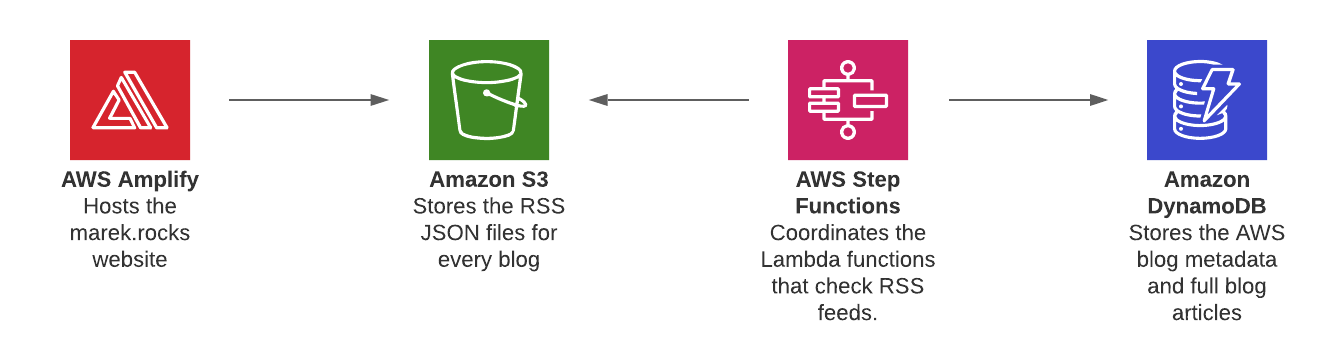 AWS Amplify
Hosts the
marek.rocks
website
Amazon S3
Stores the RSS
JSON files for
every blog
AWS Step
Functions
Coordinates the
Lambda functions
that check RSS
feeds.
Amazon
DynamoDB
Stores the AWS
blog metadata
and full blog
articles